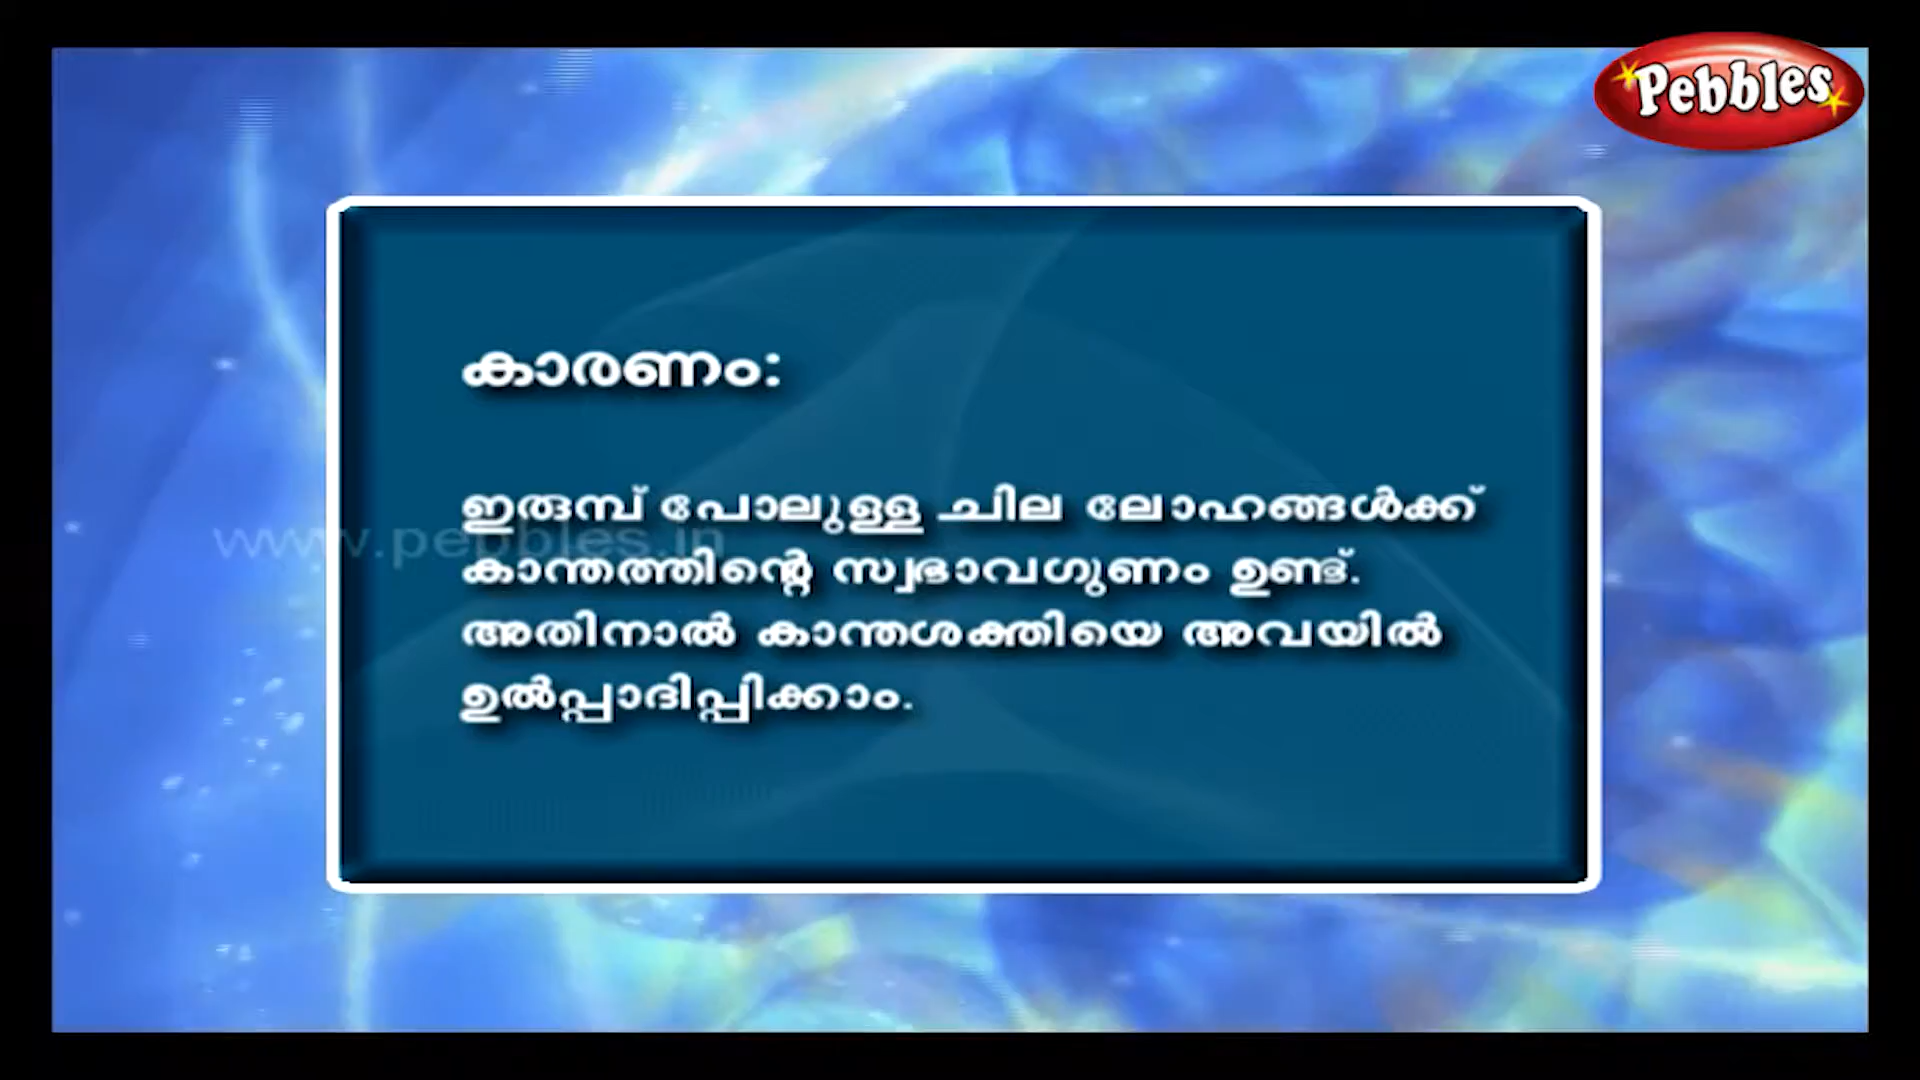 Pebbles
കാരണം:
ഇരുമ്പ് പോലുള്ള ചില ലോഹങ്ങൾക്ക്
www.pebbles.in
കാന്തത്തിന്റെ സ്വഭാവഗുണം ഉണ്ട്.
അതിനാൽ കാന്തശക്തിയെ അവയിൽ
ഉൽപ്പാദിപ്പിക്കാം.